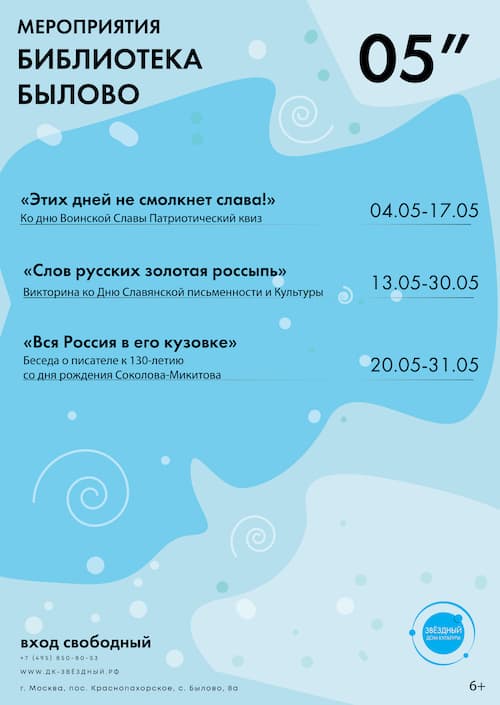 МЕРОПРИЯТИЯ
БИБЛИОТЕКА
БЫЛОВО
05”
«Этих дней не смолкнет слава!»
Ко дню Воинской Славы Патриотический квиз
04.05-17.05
«Слов русских золотая россыпь»
Викторина ко Дню Славянской письменности и Культуры
13.05-30.05
«Вся Россия в его кузовке»
Беседа о писателе к 130-летию
со дня рождения Соколова-Микитова
20.05-31.05
ЗВЁЗДНЫЙ
ДОМ КУЛЬТУРЫ
вход свободный
+7 (495) 850-80-53
WWW.ДК-ЗВЁЗДНЫЙ.РФ
г. Москва, пос. Краснопахорское, с. Былово, 8а
6+